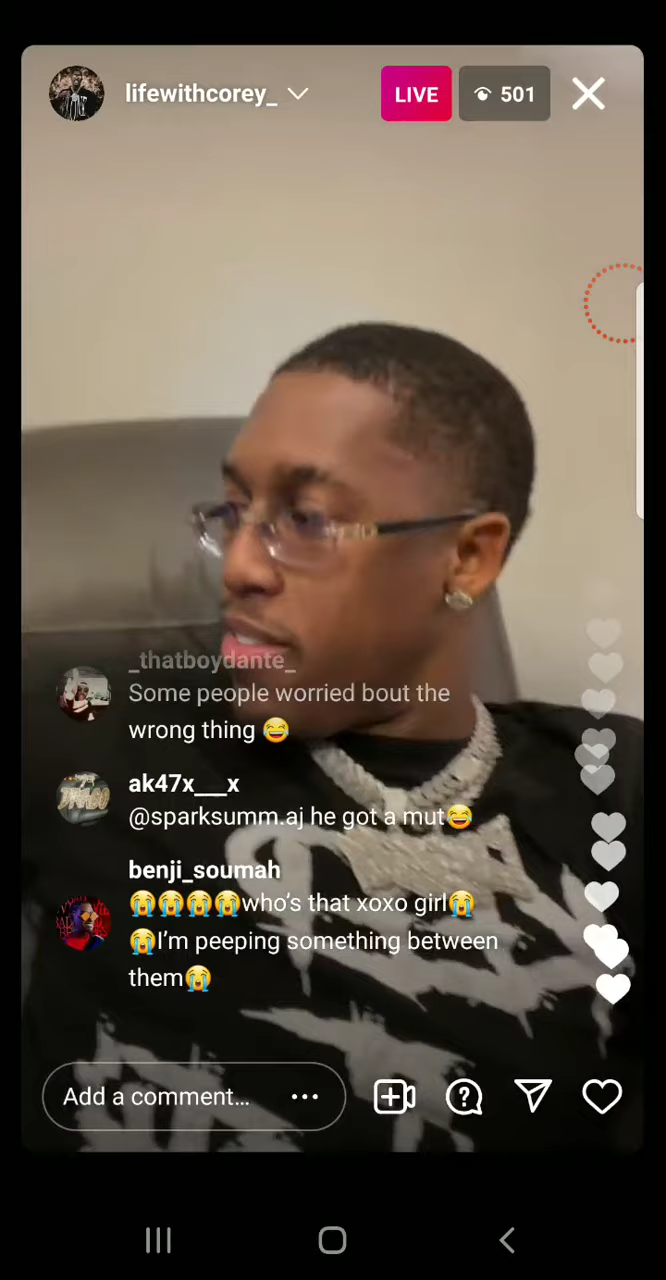 lifewithcorey_
LIVE
501
_thatboydante_
Some people worried bout the
wrong thing 😂
ak47x___x
@sparksumm.aj he got a mut😂
benji_soumah
😭😭😭😭who's that xoxo girl😭
😭I'm peeping something between
them😭
Add a comment...